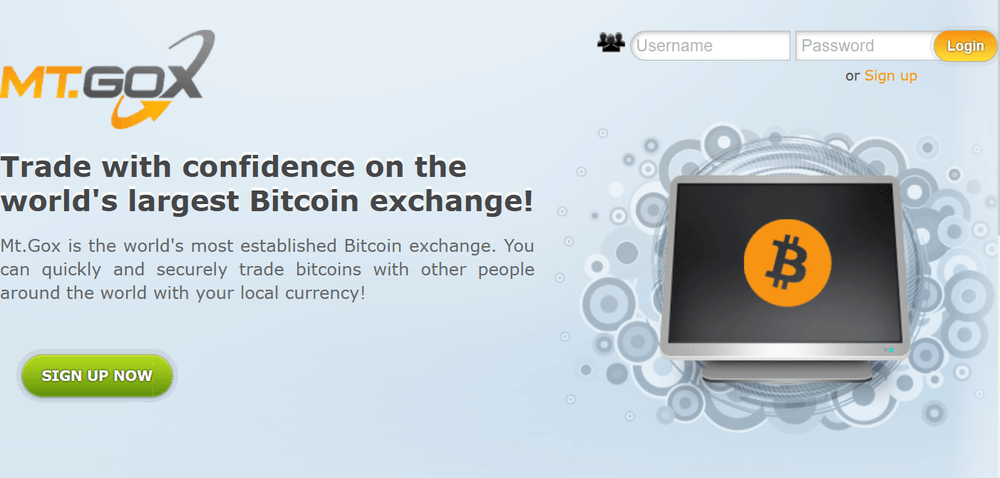 MT.GOX
Username
Password
Login
or Sign up
Trade with confidence on the
world's largest Bitcoin exchange!
Mt.Gox is the world's most established Bitcoin exchange. You
can quickly and securely trade bitcoins with other people
around the world with your local currency!
SIGN UP NOW